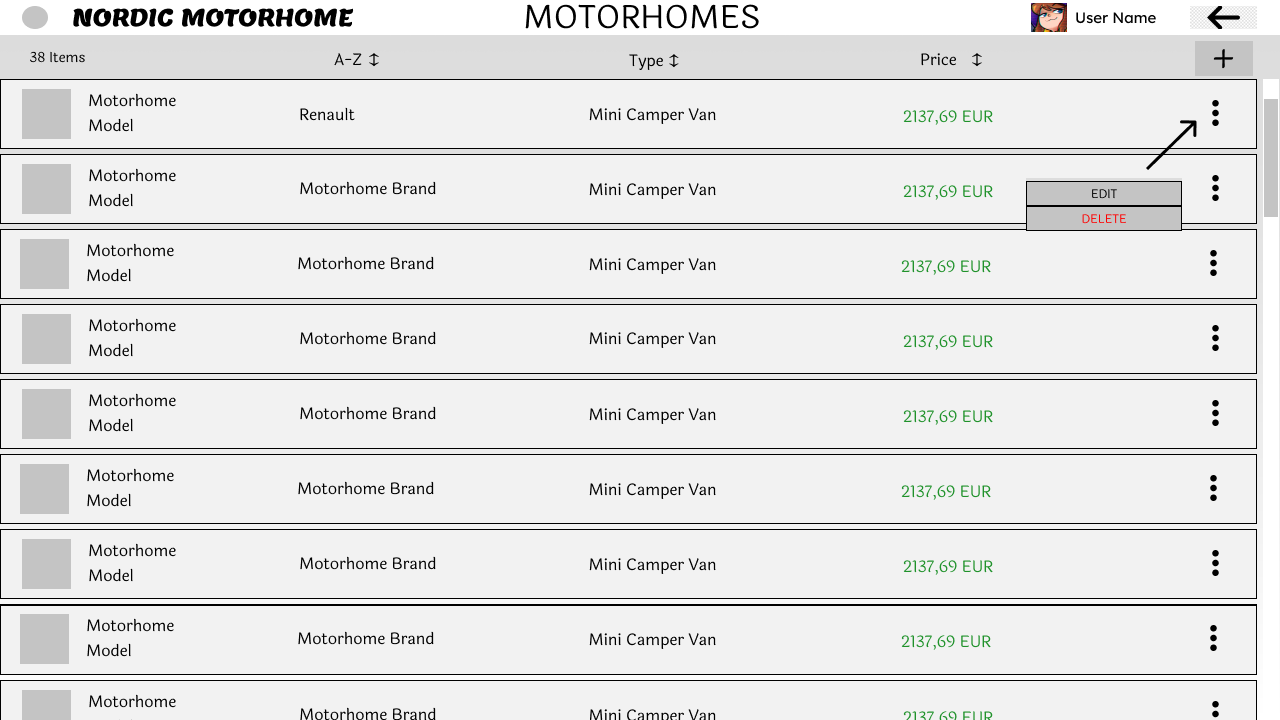 NORDIC MOTORHOME
MOTORHOMES
User Name
38 Items
A-Z
Type
Price
Motorhome
Model
Renault
Mini Camper Van
2137,69 EUR
Motorhome
Model
Motorhome Brand
Mini Camper Van
2137,69 EUR
EDIT
DELETE
Motorhome
Model
Motorhome Brand
Mini Camper Van
2137,69 EUR
Motorhome
Model
Motorhome Brand
Mini Camper Van
2137,69 EUR
Motorhome
Model
Motorhome Brand
Mini Camper Van
2137,69 EUR
Motorhome
Model
Motorhome Brand
Mini Camper Van
2137,69 EUR
Motorhome
Model
Motorhome Brand
Mini Camper Van
2137,69 EUR
Motorhome
Model
Motorhome Brand
Mini Camper Van
2137,69 EUR
Motorhome
Motorhome Brand
Mini Camper Van
2137,69 EUR